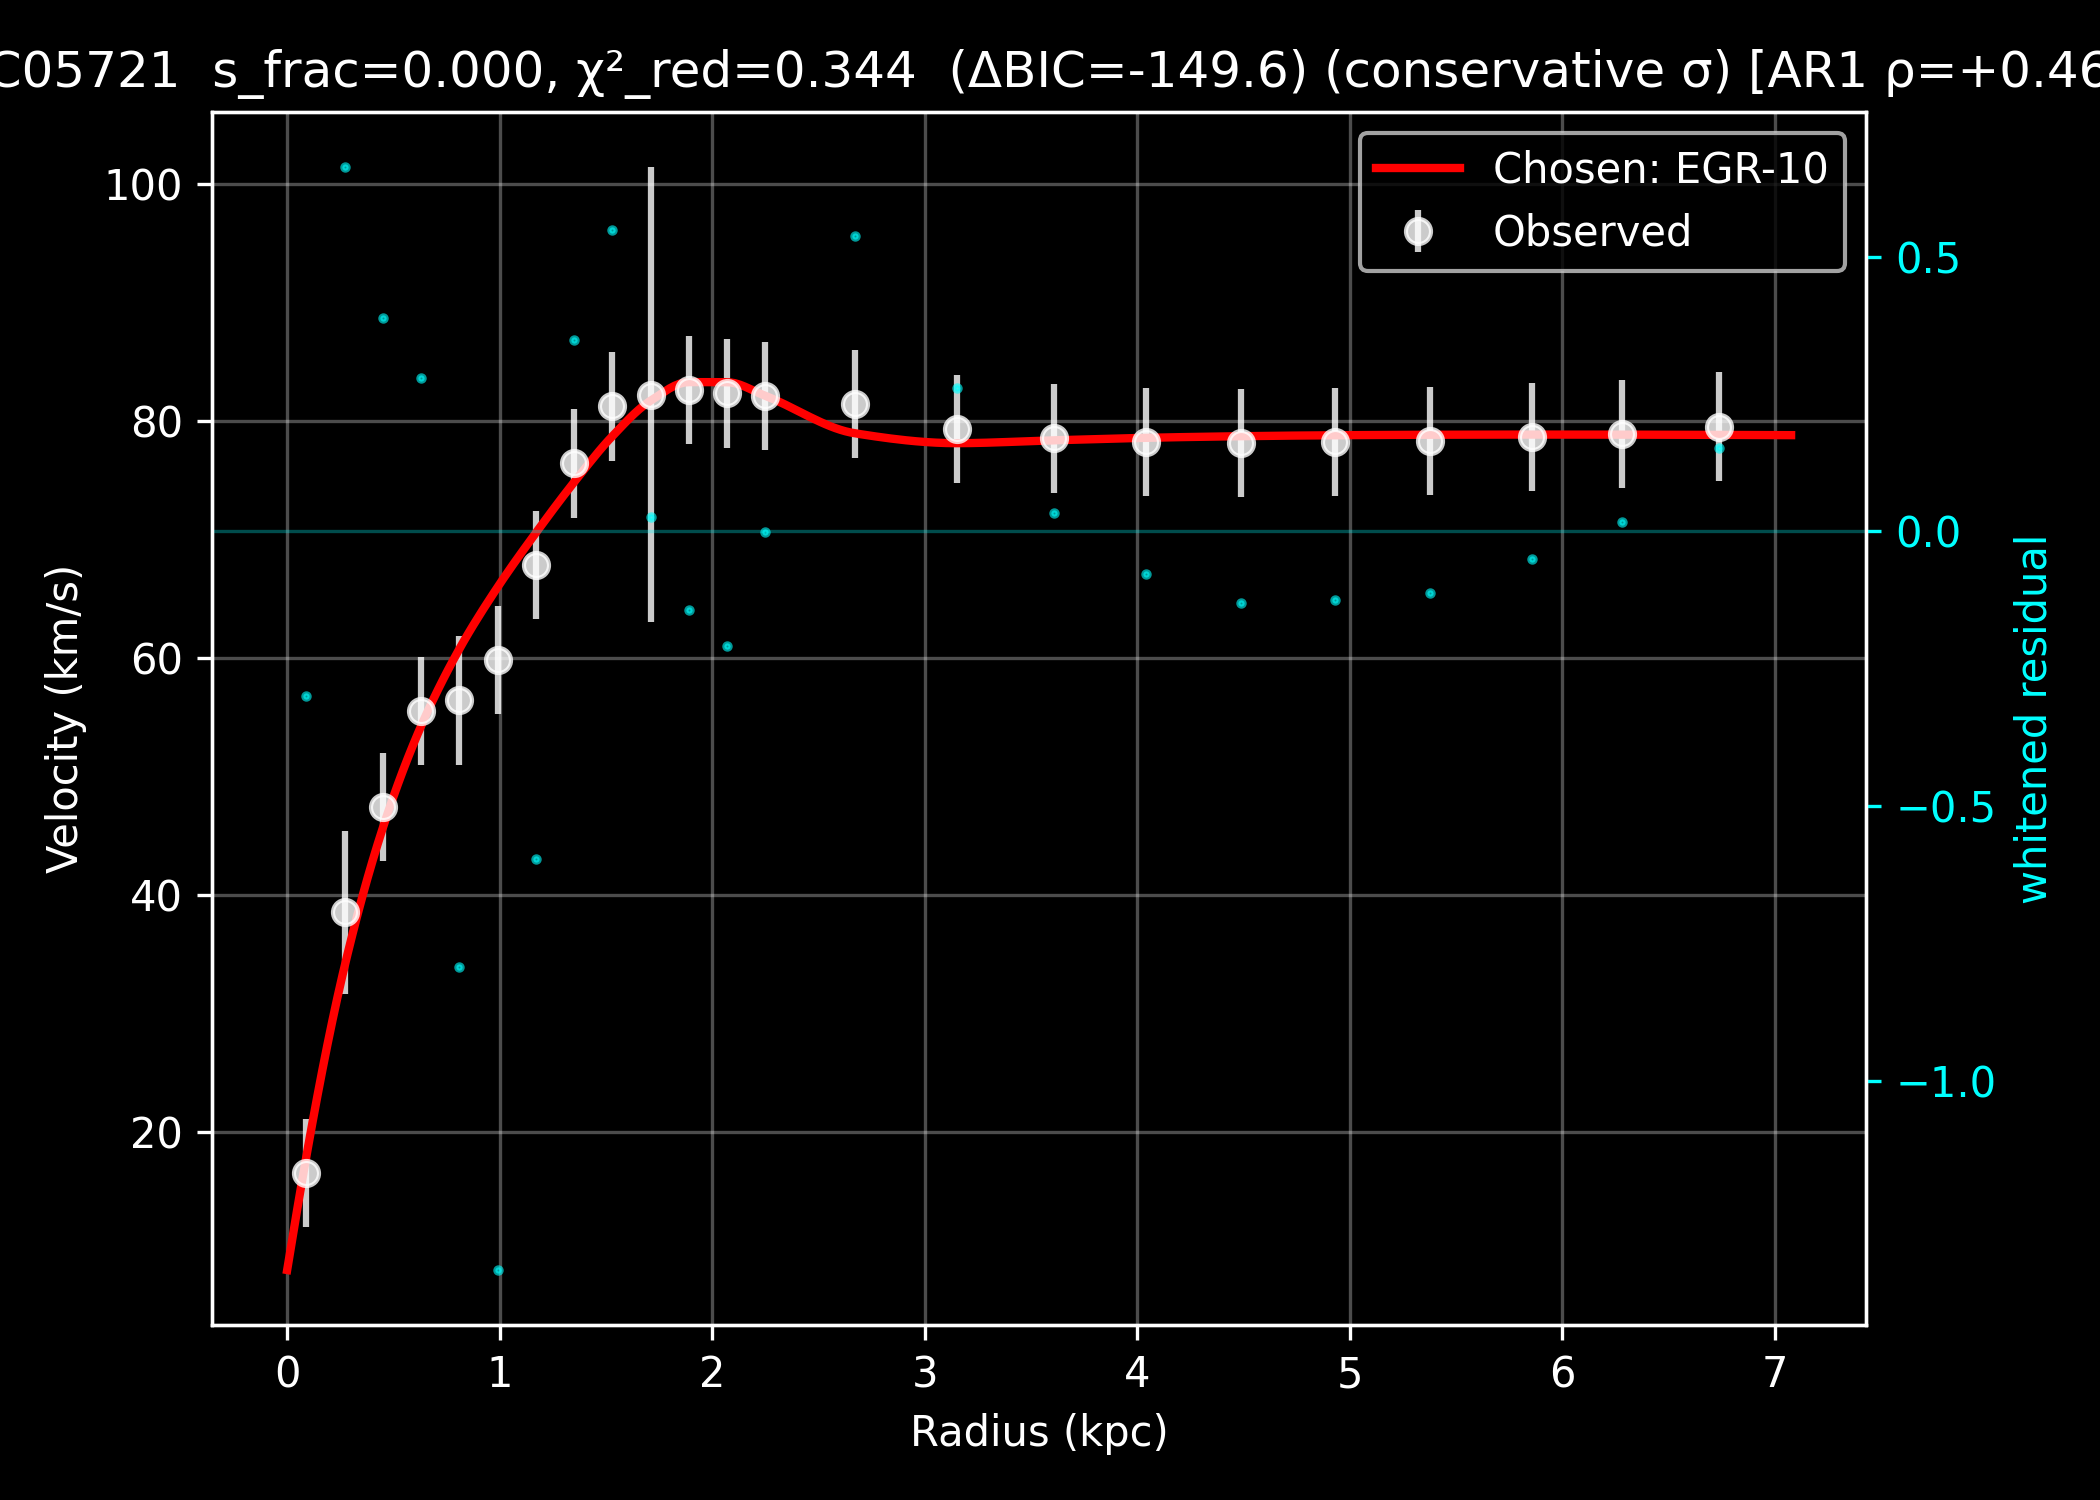 C05721 s_frac=0.000, χ²_red=0.344 (ΔBIC=-149.6) (conservative σ) [AR1 ρ=+0.46
Chosen: EGR-10
Observed
100
80
60
40
20
Velocity (km/s)
0.5
0.0
−0.5
−1.0
whitened residual
0 1 2 3 4 5 6 7
Radius (kpc)